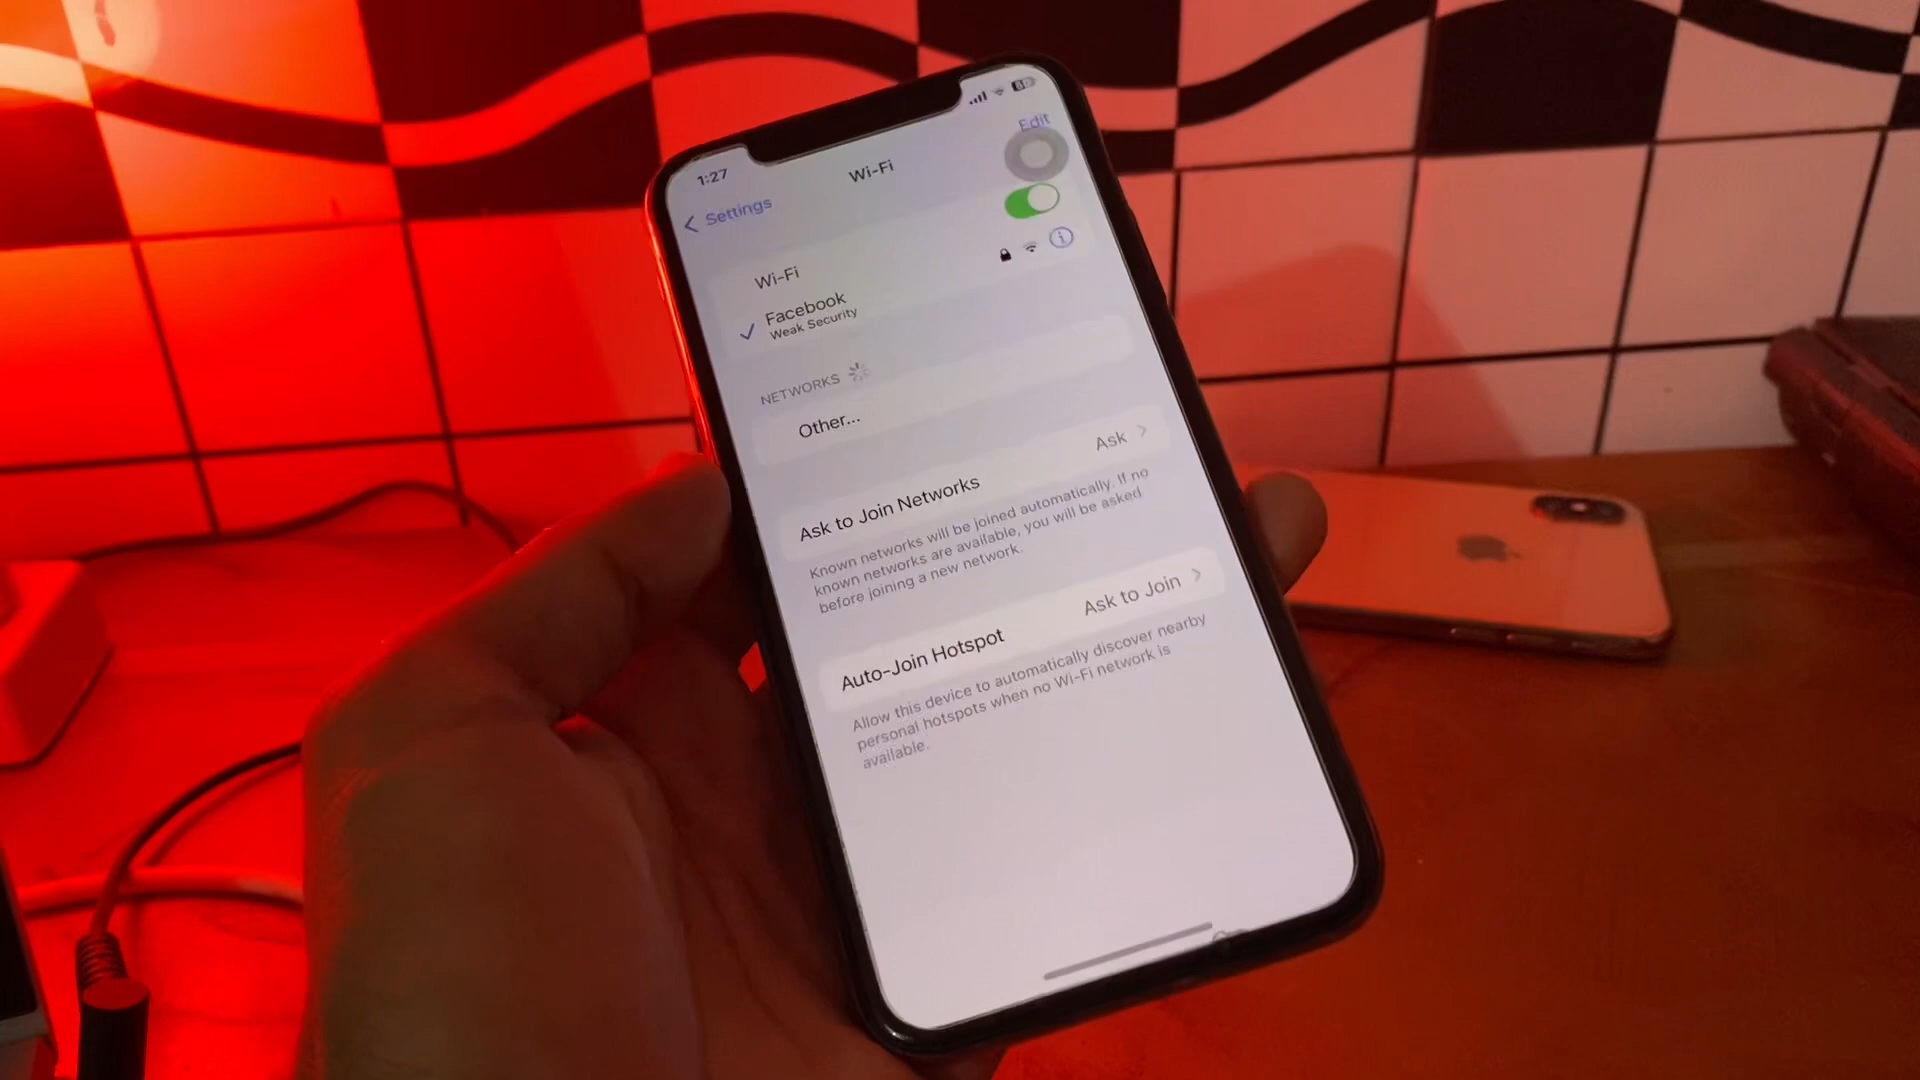 1:27
Edit
Settings
Wi-Fi
Wi-Fi
Facebook
Weak Security
NETWORKS
Other...
Ask to Join Networks
Ask
Known networks will be joined automatically. If no
known networks are available, you will be asked
before joining a new network.
Auto-Join Hotspot
Ask to Join
Allow this device to automatically discover nearby
personal hotspots when no Wi-Fi network is
available.